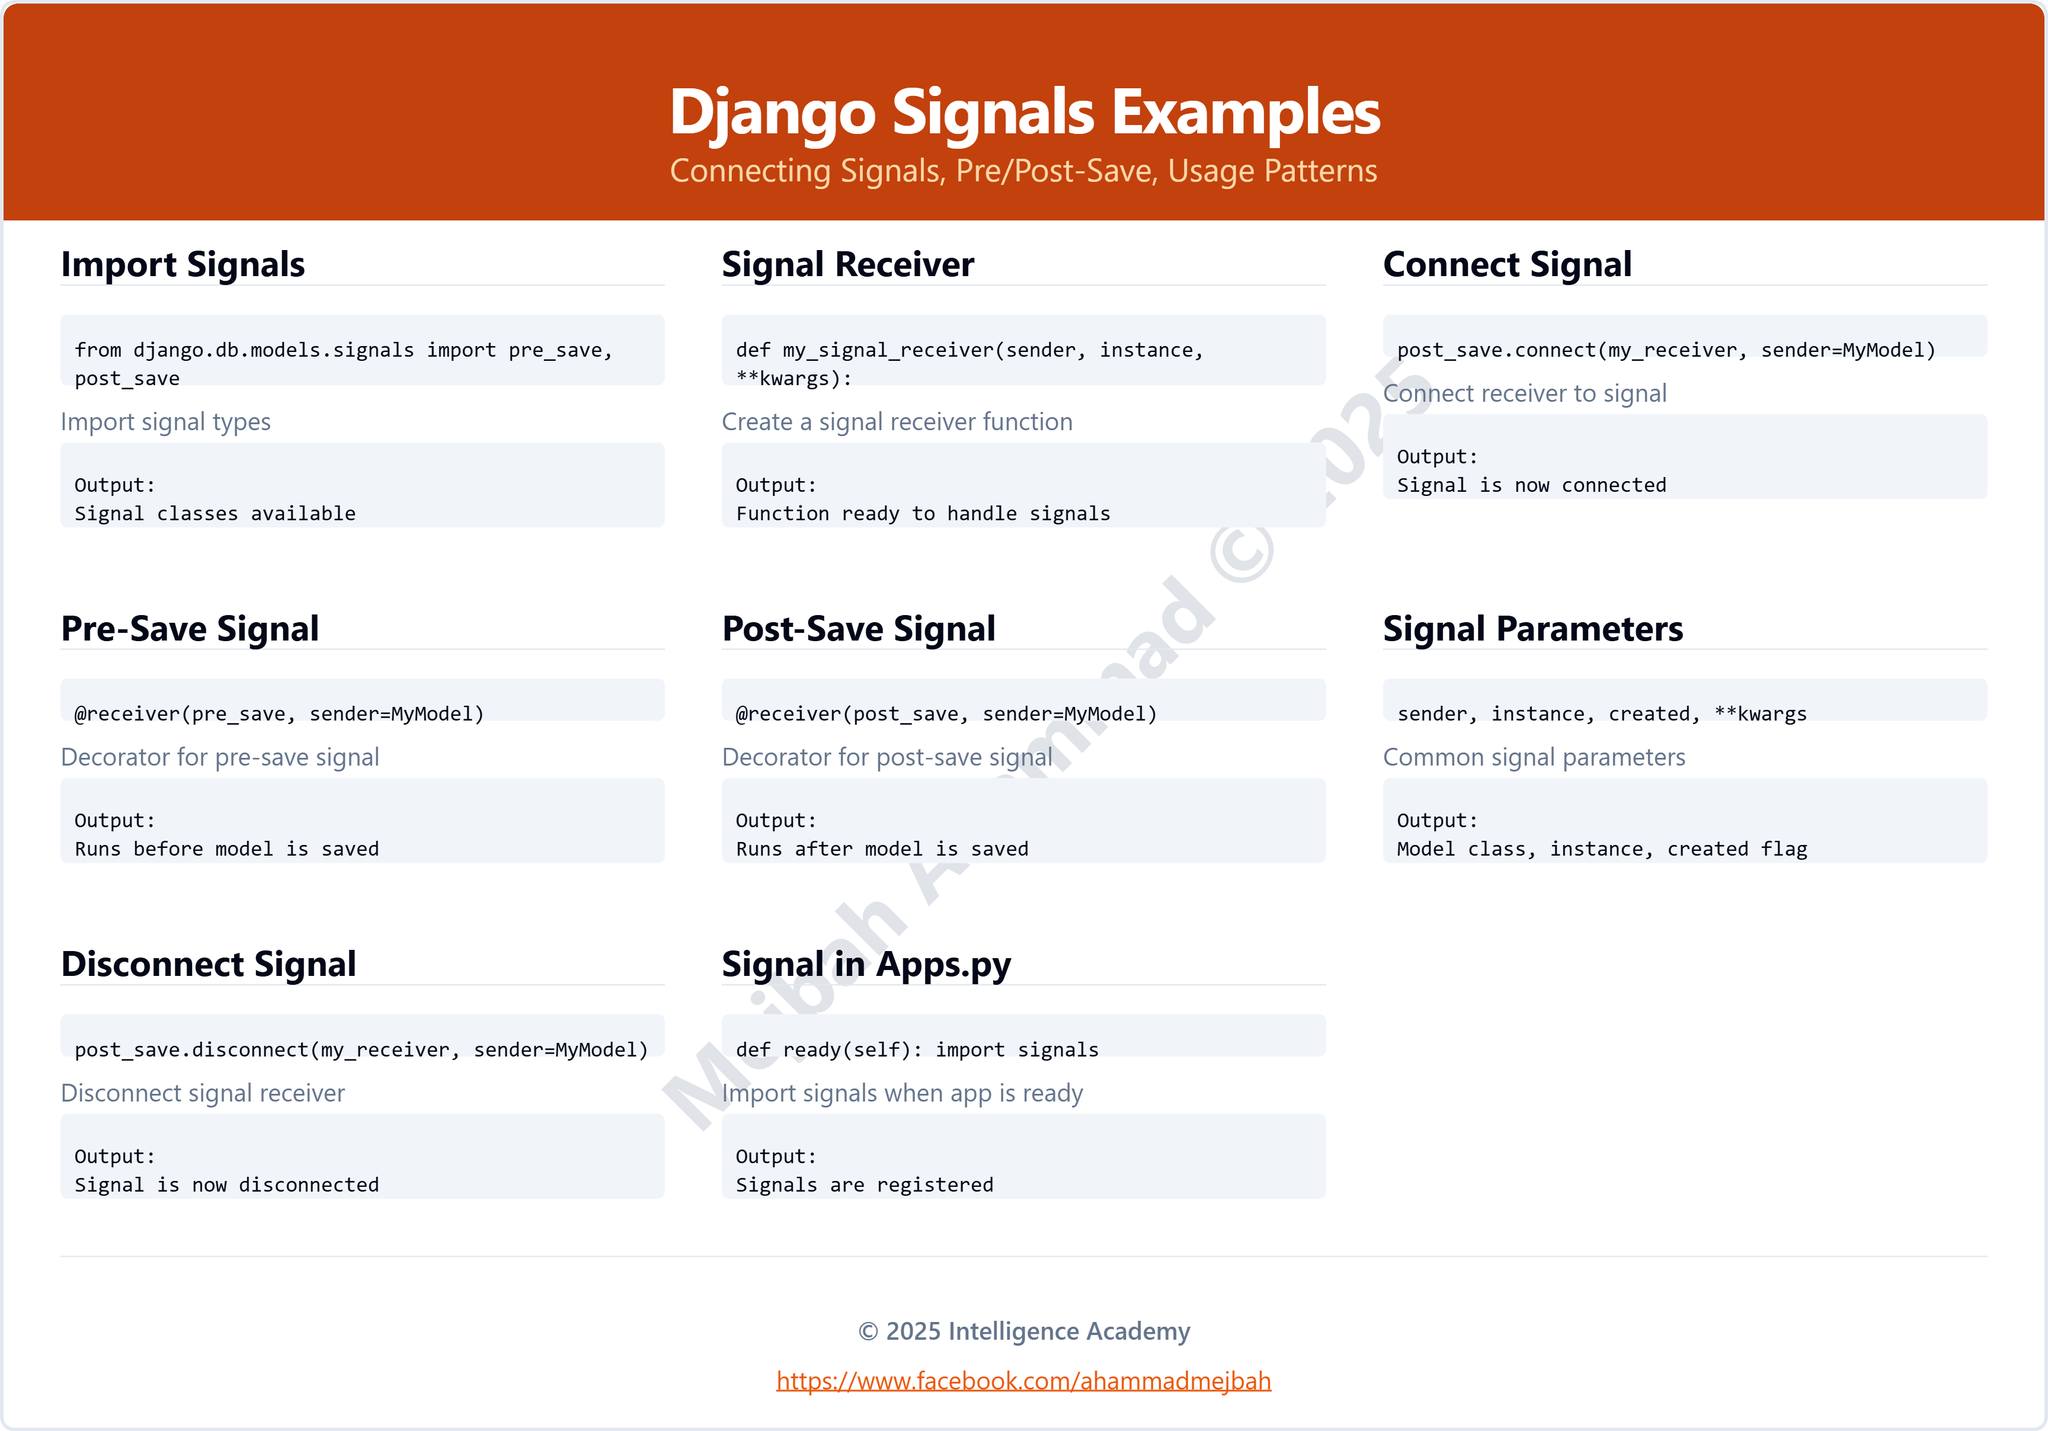 Django Signals Examples
Connecting Signals, Pre/Post-Save, Usage Patterns
Import Signals
from django.db.models.signals import pre_save,
post_save
Import signal types
Output:
Signal classes available
Signal Receiver
def my_signal_receiver(sender, instance,
**kwargs):
Create a signal receiver function
Output:
Function ready to handle signals
Connect Signal
post_save.connect(my_receiver, sender=MyModel)
Connect receiver to signal
Output:
Signal is now connected
Pre-Save Signal
@receiver(pre_save, sender=MyModel)
Decorator for pre-save signal
Output:
Runs before model is saved
Post-Save Signal
@receiver(post_save, sender=MyModel)
Decorator for post-save signal
Output:
Runs after model is saved
Signal Parameters
sender, instance, created, **kwargs
Common signal parameters
Output:
Model class, instance, created flag
Disconnect Signal
post_save.disconnect(my_receiver, sender=MyModel)
Disconnect signal receiver
Output:
Signal is now disconnected
Signal in Apps.py
def ready(self): import signals
Import signals when app is ready
Output:
Signals are registered
© 2025 Intelligence Academy
https://www.facebook.com/ahammadmejbah